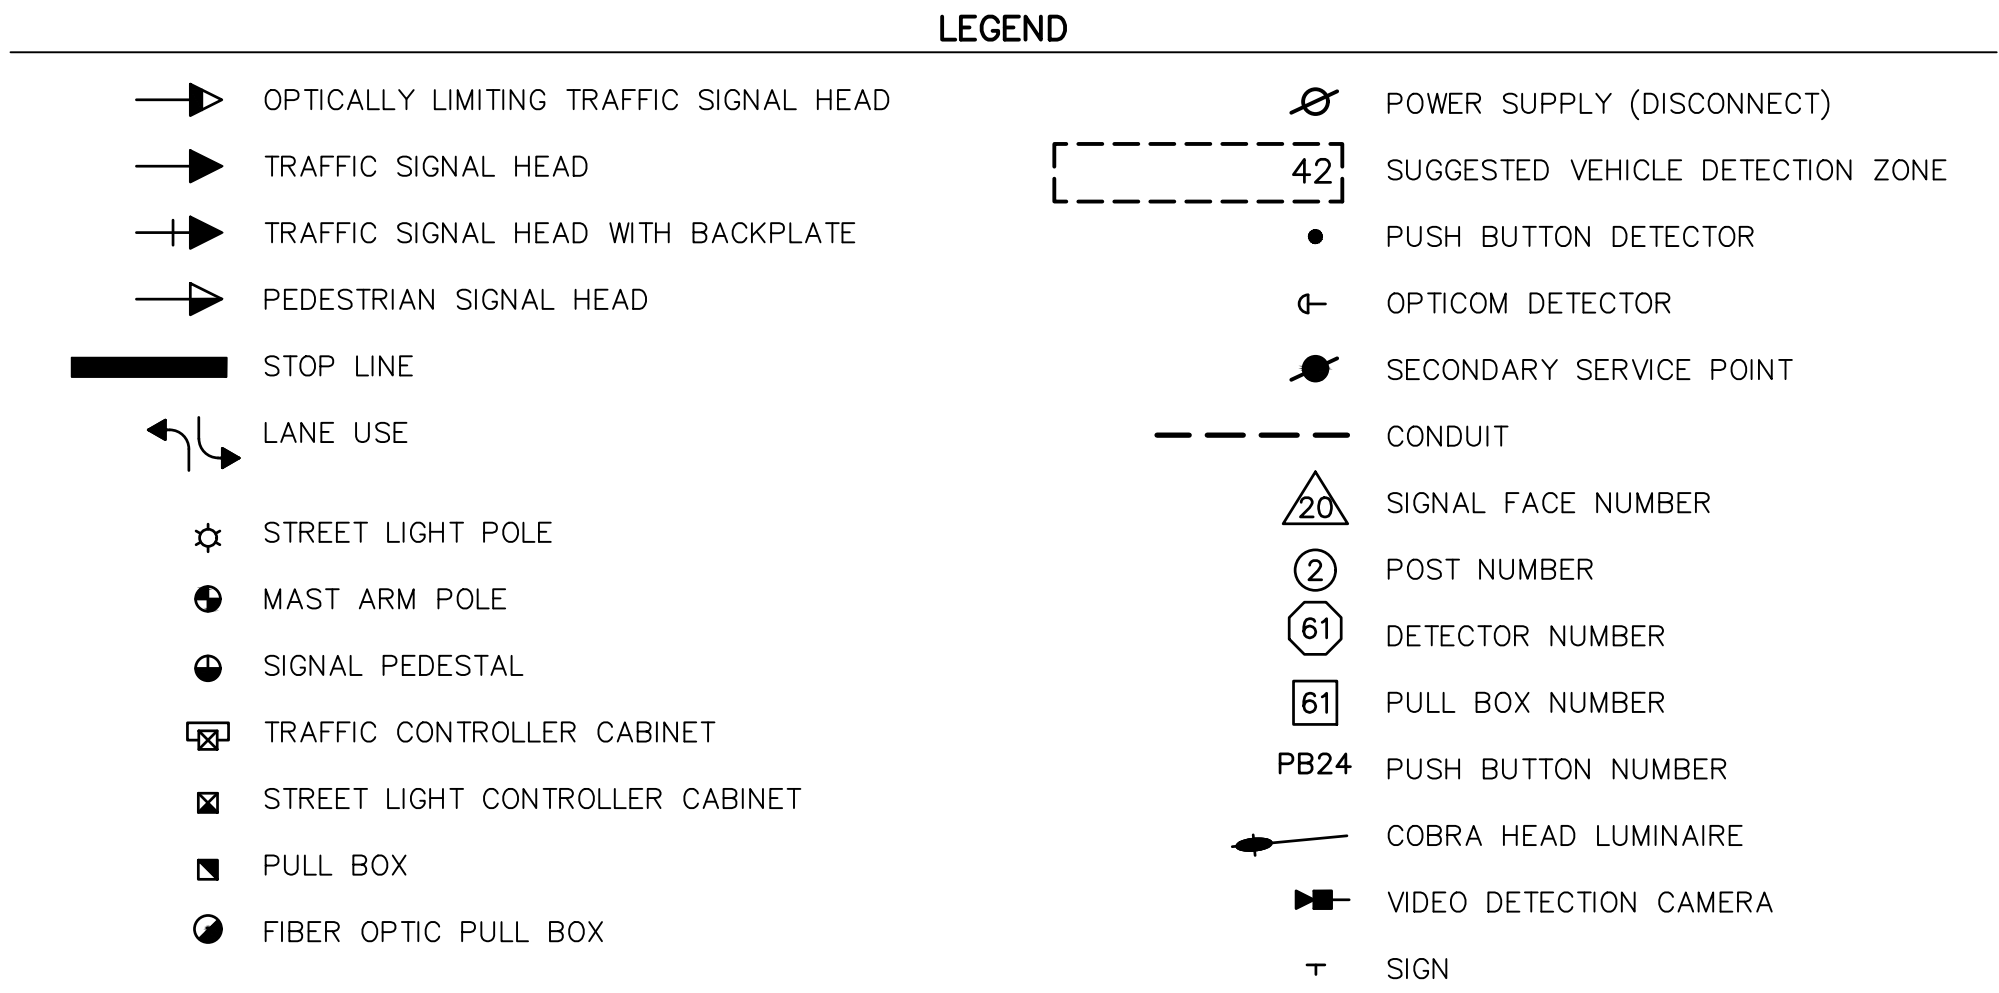 LEGEND
OPTICALLY LIMITING TRAFFIC SIGNAL HEAD
TRAFFIC SIGNAL HEAD
TRAFFIC SIGNAL HEAD WITH BACKPLATE
PEDESTRIAN SIGNAL HEAD
STOP LINE
LANE USE
STREET LIGHT POLE
MAST ARM POLE
SIGNAL PEDESTAL
TRAFFIC CONTROLLER CABINET
STREET LIGHT CONTROLLER CABINET
PULL BOX
FIBER OPTIC PULL BOX
POWER SUPPLY (DISCONNECT)
42 SUGGESTED VEHICLE DETECTION ZONE
PUSH BUTTON DETECTOR
OPTICOM DETECTOR
SECONDARY SERVICE POINT
CONDUIT
20 SIGNAL FACE NUMBER
2 POST NUMBER
61 DETECTOR NUMBER
61 PULL BOX NUMBER
PB24 PUSH BUTTON NUMBER
COBRA HEAD LUMINAIRE
VIDEO DETECTION CAMERA
SIGN